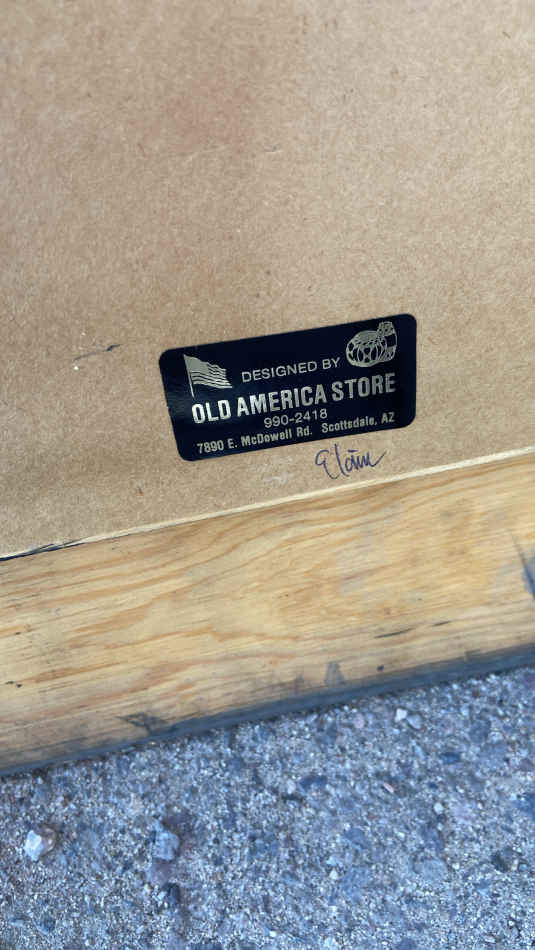 DESIGNED BY
OLD AMERICA STORE
990-2418
7890 E. McDowell Rd. Scottsdale, AZ